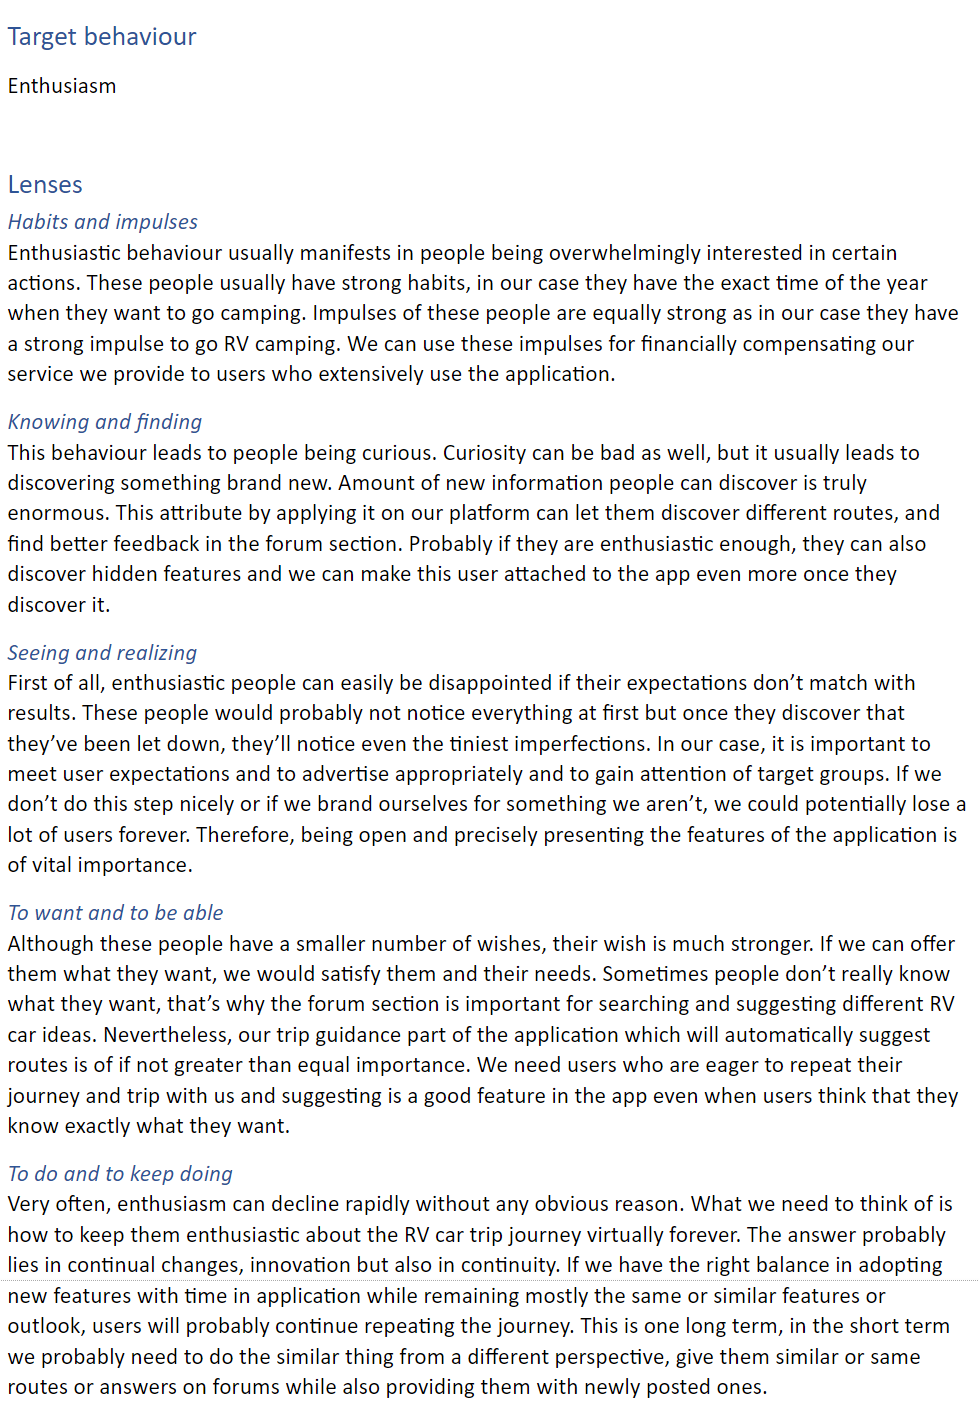 Target behaviour
Enthusiasm
Lenses
Habits and impulses
Enthusiastic behaviour usually manifests in people being overwhelmingly interested in certain
actions. These people usually have strong habits, in our case they have the exact time of the year
when they want to go camping. Impulses of these people are equally strong as in our case they have
a strong impulse to go RV camping. We can use these impulses for financially compensating our
service we provide to users who extensively use the application.
Knowing and finding
This behaviour leads to people being curious. Curiosity can be bad as well, but it usually leads to
discovering something brand new. Amount of new information people can discover is truly
enormous. This attribute by applying it on our platform can let them discover different routes, and
find better feedback in the forum section. Probably if they are enthusiastic enough, they can also
discover hidden features and we can make this user attached to the app even more once they
discover it.
Seeing and realizing
First of all, enthusiastic people can easily be disappointed if their expectations don’t match with
results. These people would probably not notice everything at first but once they discover that
they’ve been let down, they’ll notice even the tiniest imperfections. In our case, it is important to
meet user expectations and to advertise appropriately and to gain attention of target groups. If we
don’t do this step nicely or if we brand ourselves for something we aren’t, we could potentially lose a
lot of users forever. Therefore, being open and precisely presenting the features of the application is
of vital importance.
To want and to be able
Although these people have a smaller number of wishes, their wish is much stronger. If we can offer
them what they want, we would satisfy them and their needs. Sometimes people don’t really know
what they want, that’s why the forum section is important for searching and suggesting different RV
car ideas. Nevertheless, our trip guidance part of the application which will automatically suggest
routes is of if not greater than equal importance. We need users who are eager to repeat their
journey and trip with us and suggesting is a good feature in the app even when users think that they
know exactly what they want.
To do and to keep doing
Very often, enthusiasm can decline rapidly without any obvious reason. What we need to think of is
how to keep them enthusiastic about the RV car trip journey virtually forever. The answer probably
lies in continual changes, innovation but also in continuity. If we have the right balance in adopting
new features with time in application while remaining mostly the same or similar features or
outlook, users will probably continue repeating the journey. This is one long term, in the short term
we probably need to do the similar thing from a different perspective, give them similar or same
routes or answers on forums while also providing them with newly posted ones.